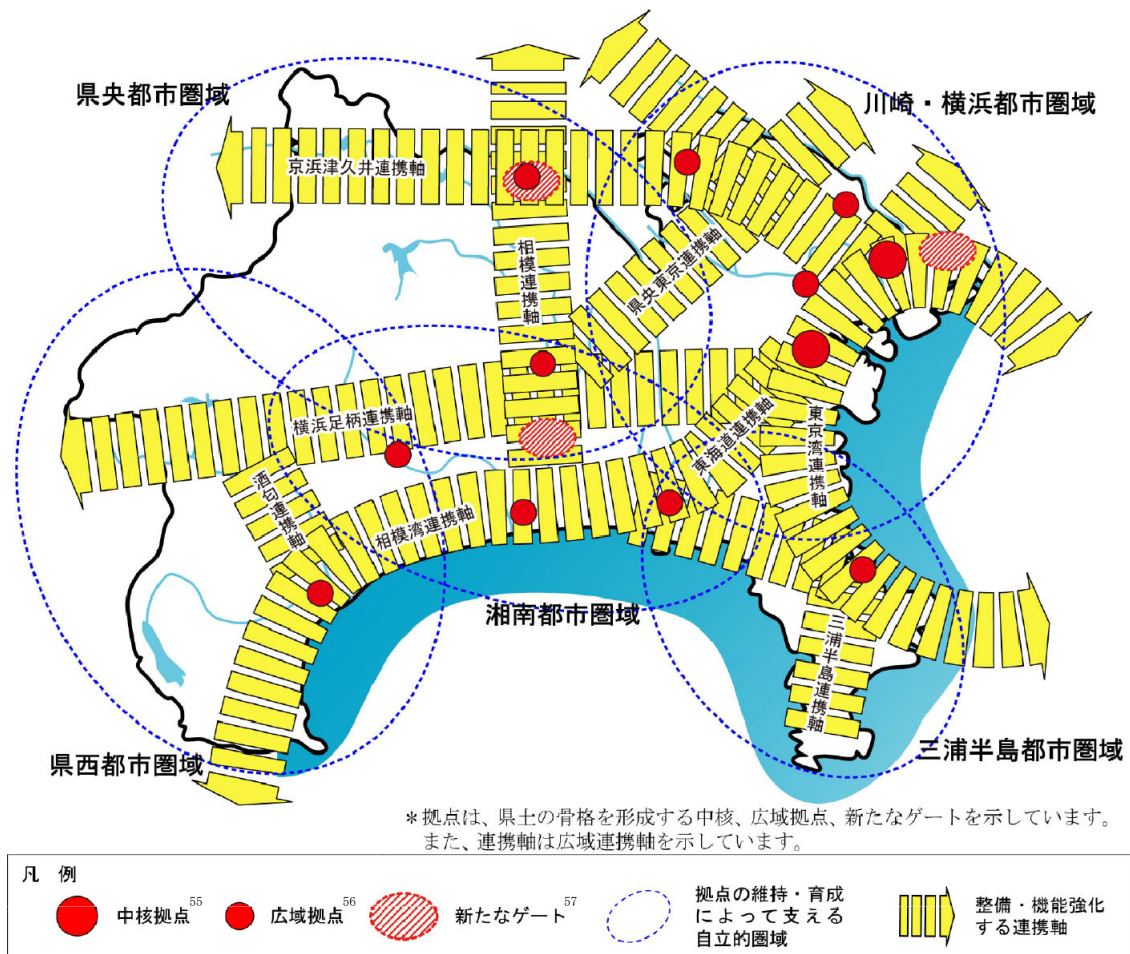 県央都市圏域
川崎・横浜都市圏域
京浜津久井連携軸
相模連携軸
県央東京連携軸
横浜足柄連携軸
東海道連携軸
東京湾連携軸
酒匂連携軸
相模湾連携軸
湘南都市圏域
三浦半島連携軸
県西都市圏域
三浦半島都市圏域
*拠点は、県土の骨格を形成する中核、広域拠点、新たなゲートを示しています。
また、連携軸は広域連携軸を示しています。
凡 例
中核拠点55
広域拠点56
新たなゲート57
拠点の維持・育成
によって支える
自立的圏域
整備・機能強化
する連携軸